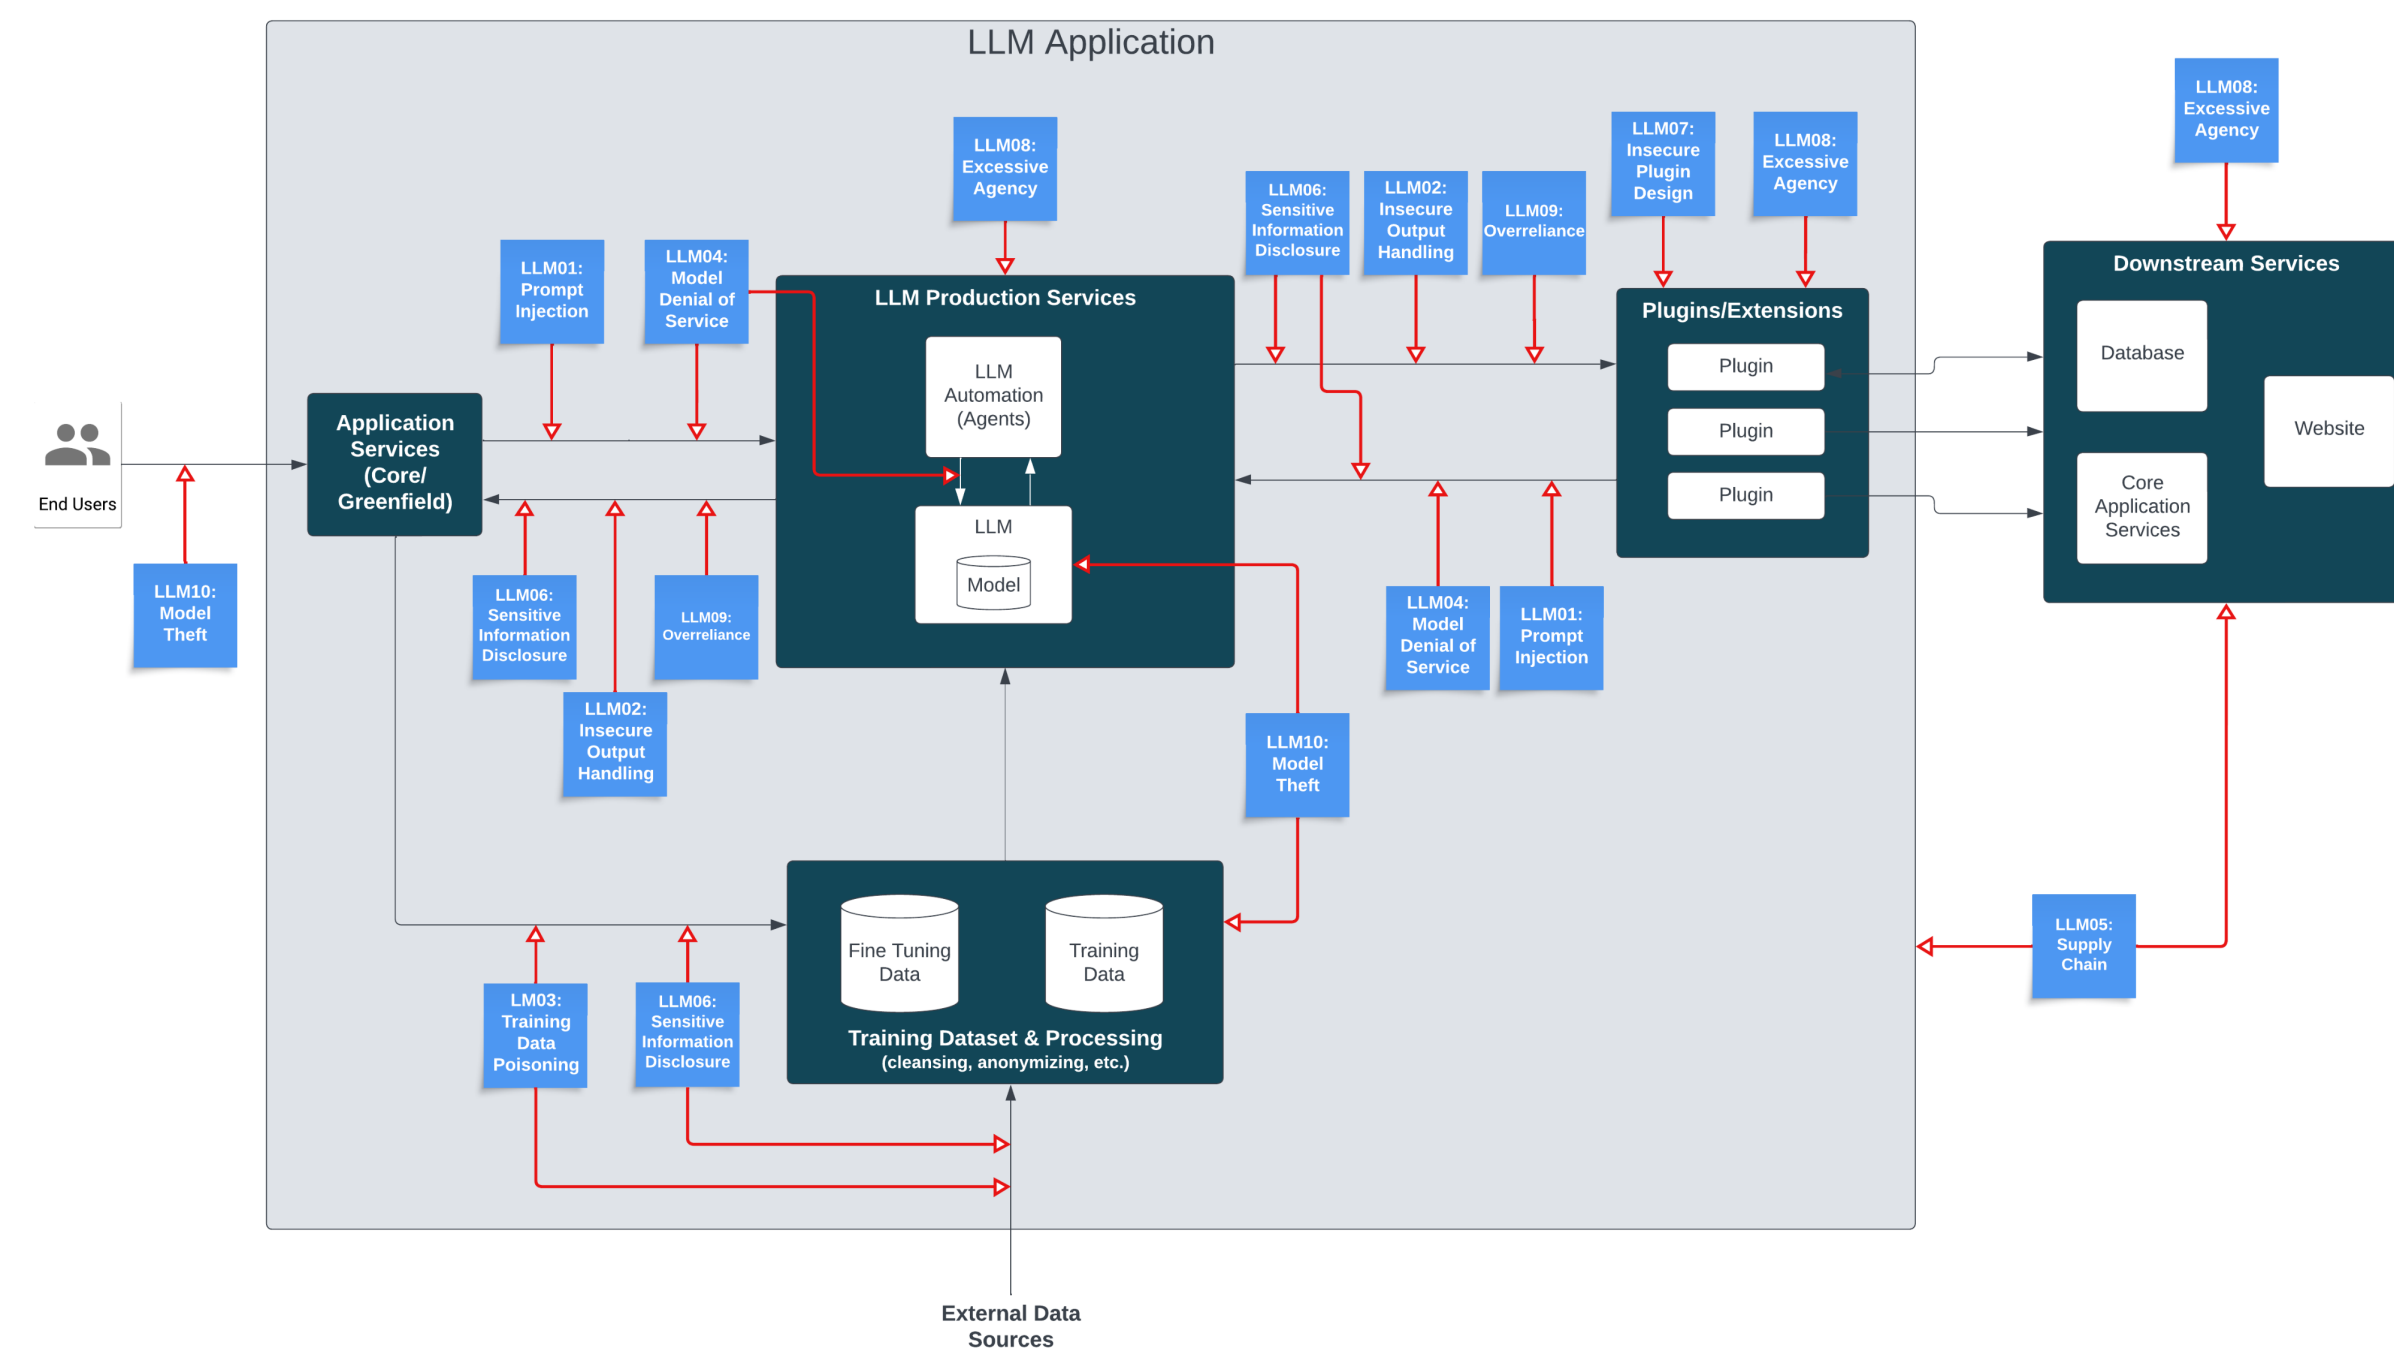 LLM Application
LLM08:
Excessive
Agency
LLM08:
Excessive
Agency
LLM07:
Insecure
Plugin
Design
LLM08:
Excessive
Agency
LLM06:
Sensitive
Information
Disclosure
LLM02:
Insecure
Output
Handling
LLM09:
Overreliance
LLM01:
Prompt
Injection
LLM04:
Model
Denial of
Service
LLM Production Services
LLM
Automation
(Agents)
LLM
Model
Plugins/Extensions
Plugin
Plugin
Plugin
Downstream Services
Database
Website
Core
Application
Services
Application
Services
(Core/
Greenfield)
End Users
LLM10:
Model
Theft
LLM06:
Sensitive
Information
Disclosure
LLM09:
Overreliance
LLM02:
Insecure
Output
Handling
LLM04:
Model
Denial of
Service
LLM01:
Prompt
Injection
LLM10:
Model
Theft
Fine Tuning
Data
Training
Data
Training Dataset & Processing
(cleansing, anonymizing, etc.)
LM03:
Training
Data
Poisoning
LLM06:
Sensitive
Information
Disclosure
LLM05:
Supply
Chain
External Data
Sources